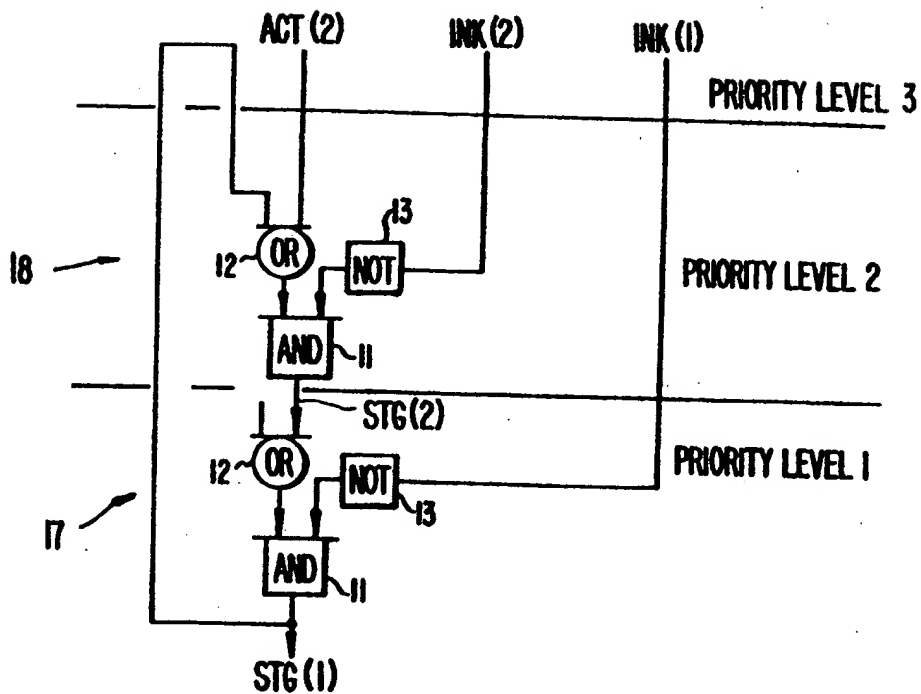 ACT (2)
INK(2)
INK(1)
PRIORITY LEVEL 3
13
18
12
OR
NOT
PRIORITY LEVEL 2
AND
11
STG(2)
12
OR
NOT
PRIORITY LEVEL 1
13
17
AND
11
STG(1)